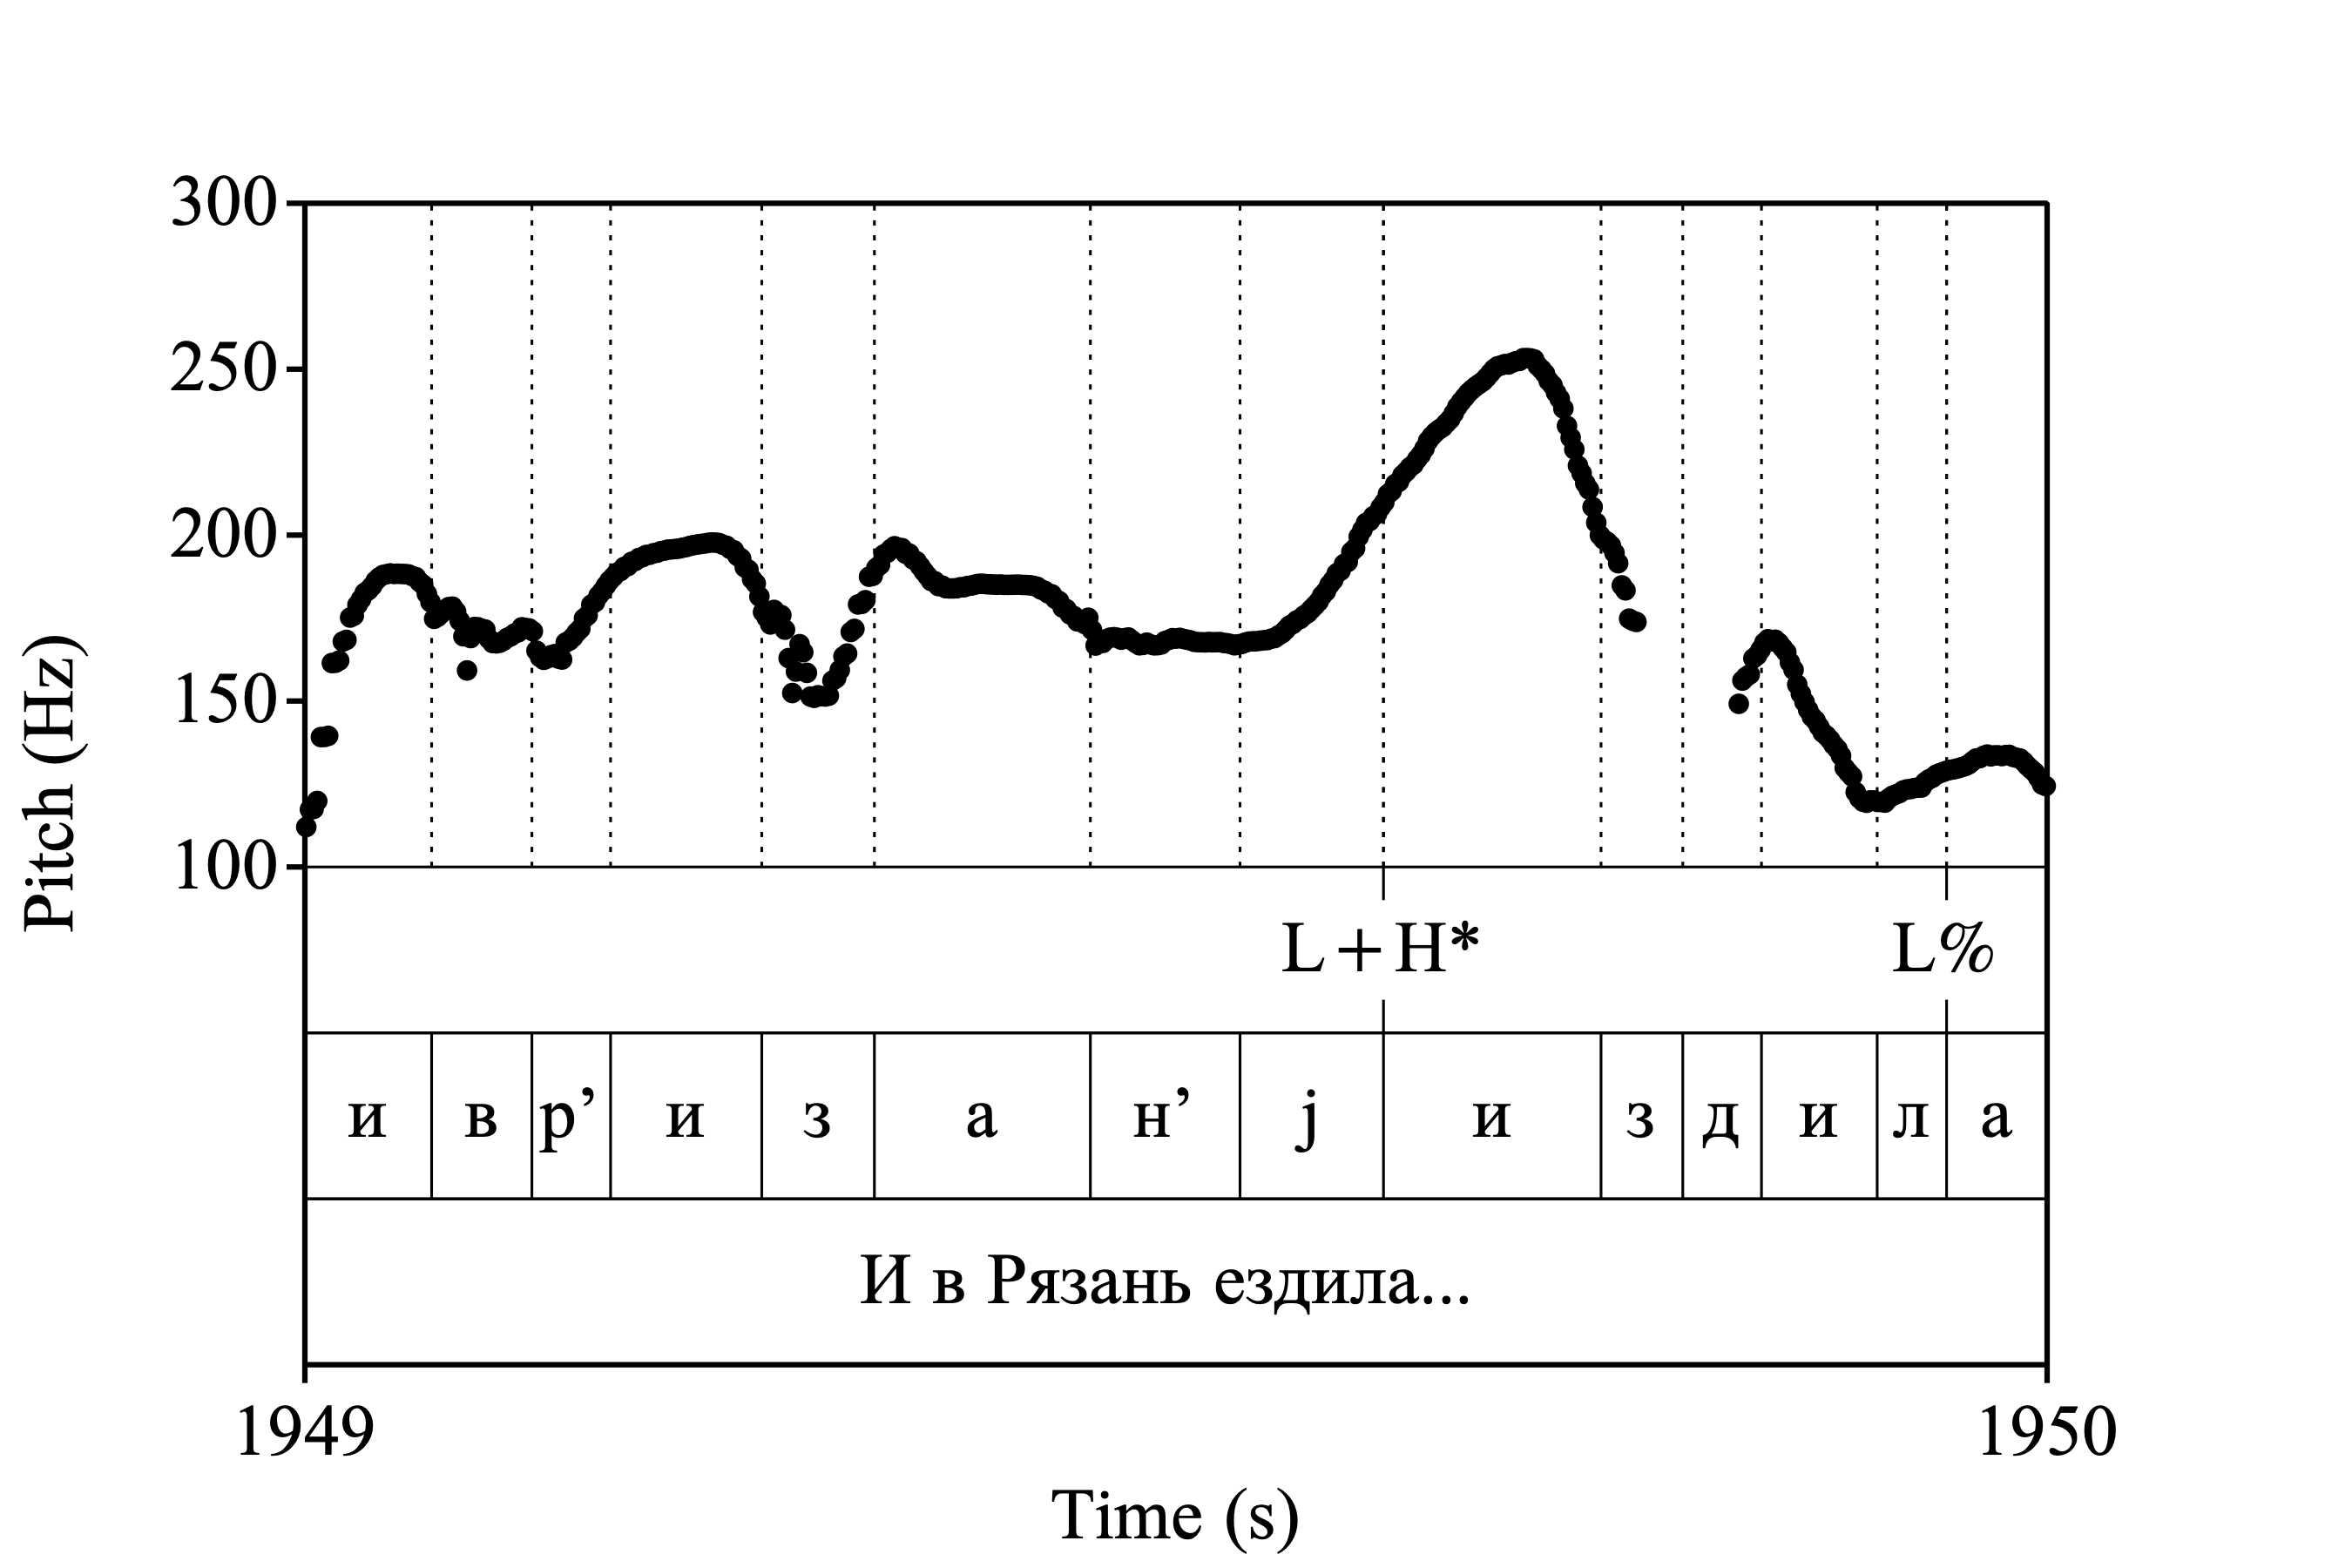 300
250
200
150
100
Pitch (Hz)
L+H* L%
и в р’ и з а н’ j и з д и л а
И в Рязань ездила...
1949 1950
Time (s)